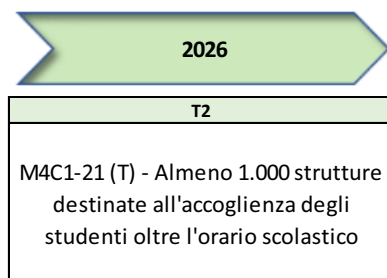 2026
T2
M4C1-21 (T) - Almeno 1.000 strutture
destinate all'accoglienza degli
studenti oltre l'orario scolastico